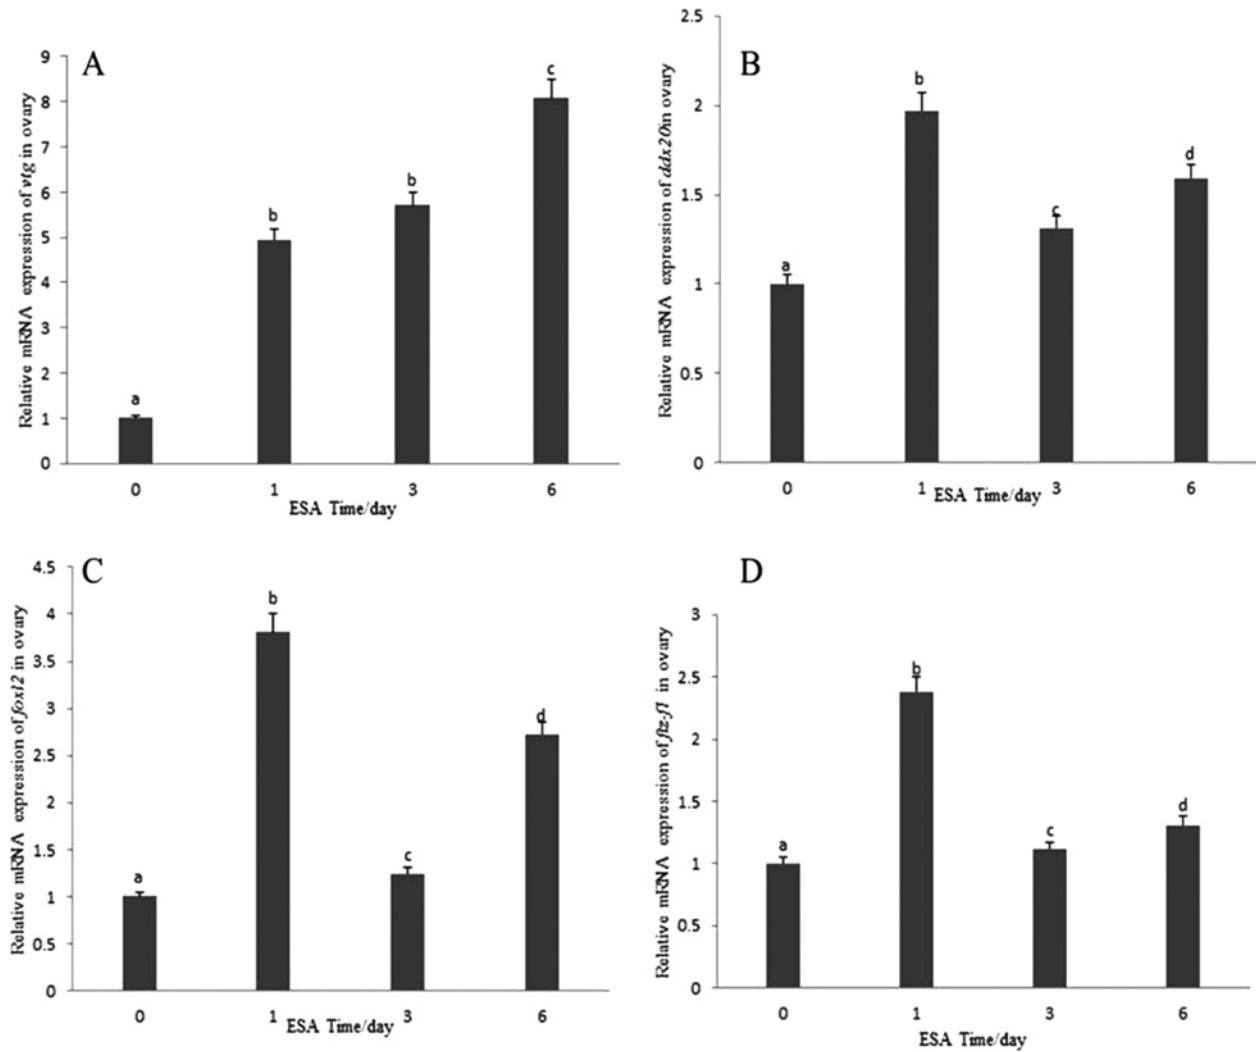 A
Relative mRNA expression of vtg in ovary
9
8
7
6
5
4
3
2
1
0
a
b
b
c
0 1 3 6
ESA Time/day
B
Relative mRNA expression of ddx20in ovary
2.5
2
1.5
1
0.5
0
a
b
c
d
0 1 3 6
ESA Time/day
C
Relative mRNA expression of foxl2 in ovary
4.5
4
3.5
3
2.5
2
1.5
1
0.5
0
a
b
c
d
0 1 3 6
ESA Time/day
D
Relative mRNA expression of ftz-f1 in ovary
3
2.5
2
1.5
1
0.5
0
a
b
c
d
0 1 3 6
ESA Time/day